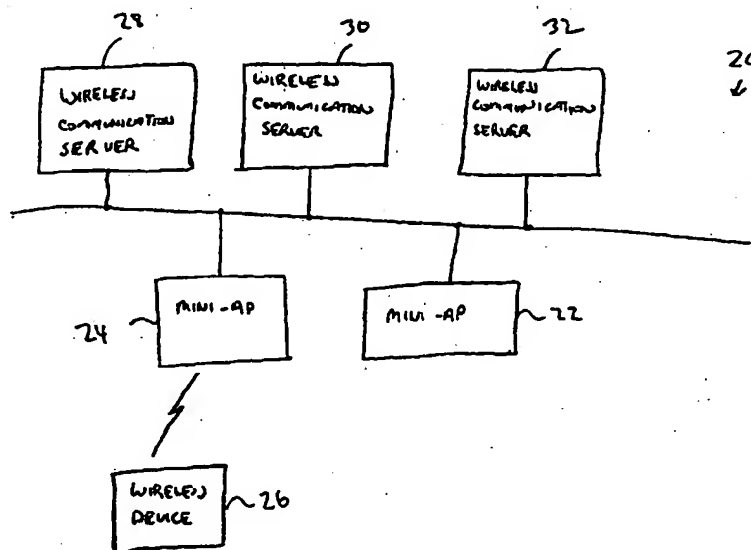 28
30
32
20
WIRELESS
COMMUNICATION
SERVER
WIRELESS
COMMUNICATION
SERVER
WIRELESS
COMMUNICATION
SERVER
24
MINI-AP
MINI-AP
22
WIRELESS
DEVICE
26